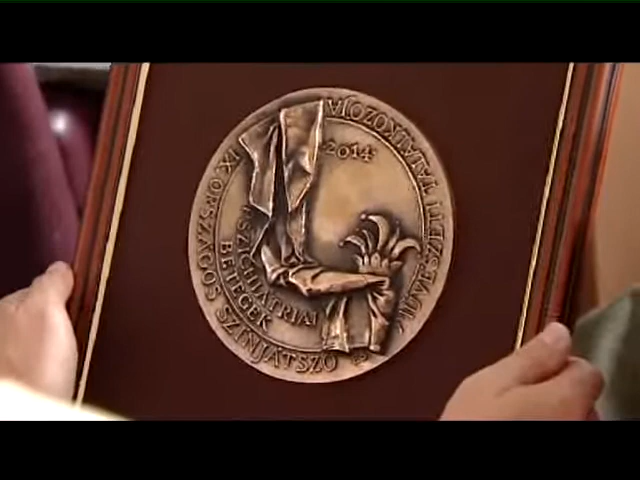 IX. ORSZÁGOS SZÍNJÁTSZÓ
MŰVÉSZETI TALÁLKOZÓJA
2014
PSZICHIÁTRIAI
BETEGEK